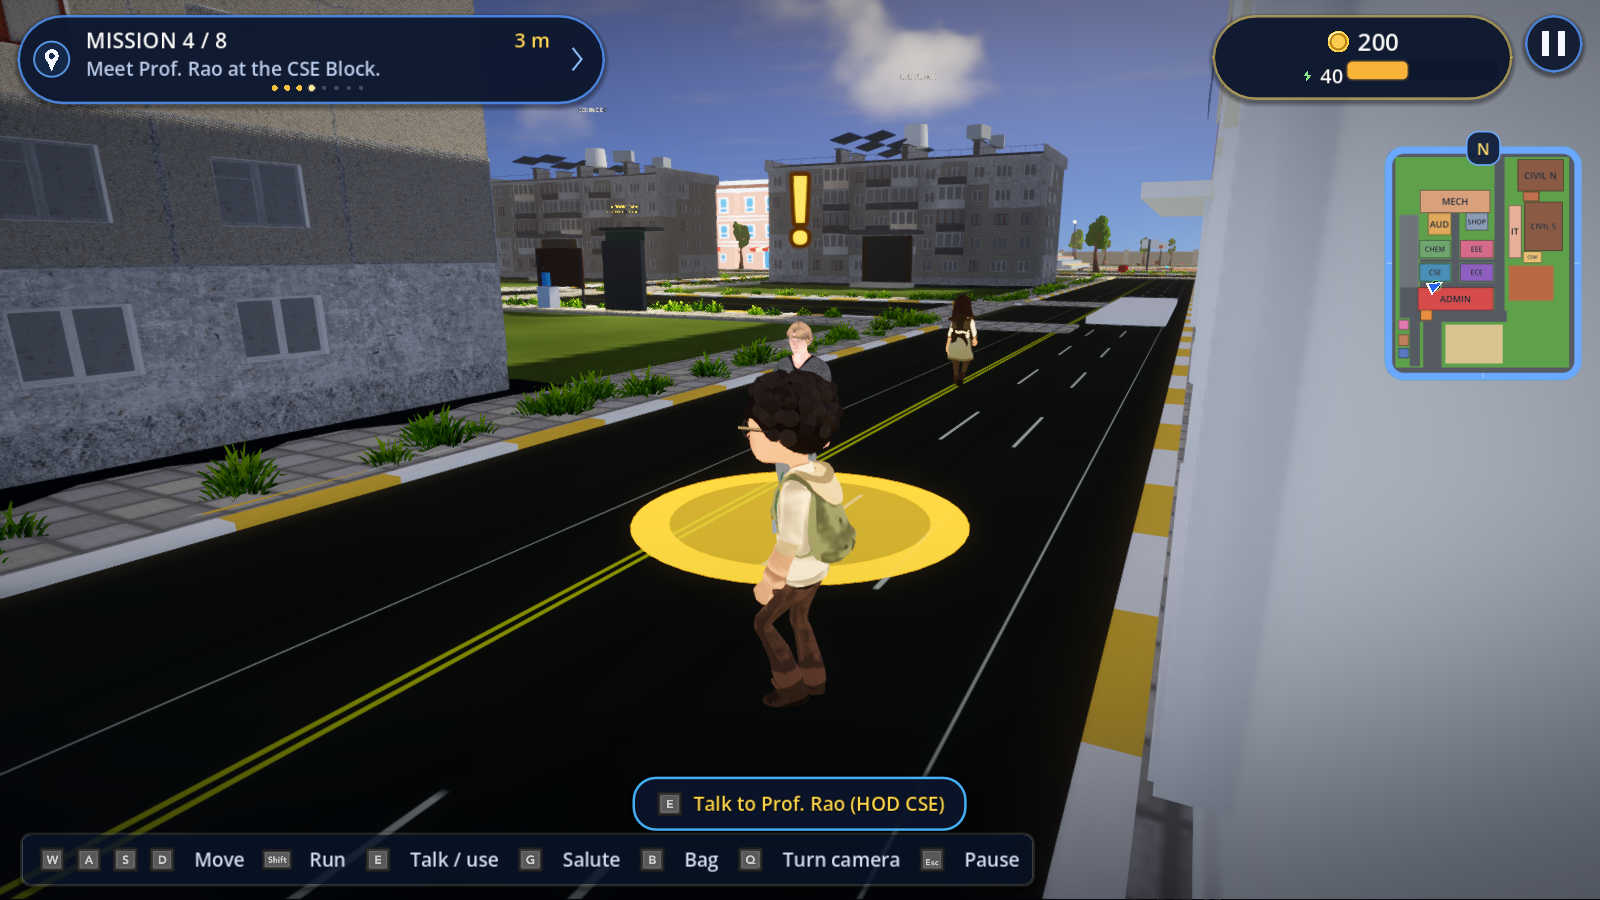 MISSION 4 / 8
3 m
Meet Prof. Rao at the CSE Block.
200
40
N
CIVIL N
MECH
AUD
SHOP
IT
CIVIL S
CHEM
EEE
CSE
ECE
ADMIN
E Talk to Prof. Rao (HOD CSE)
W A S D Move Shift Run E Talk / use G Salute B Bag Q Turn camera Esc Pause